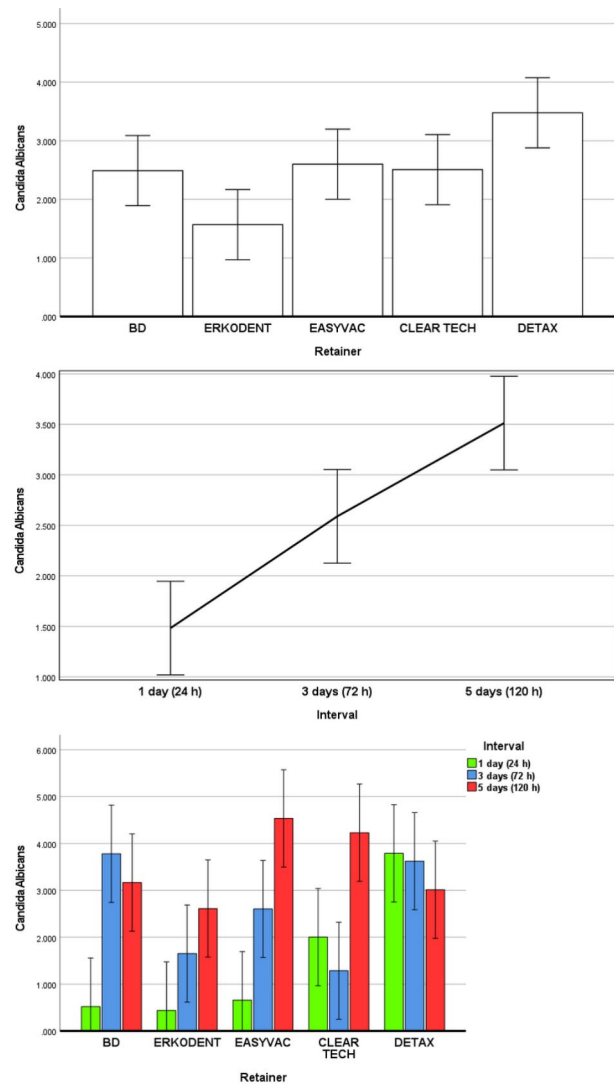 5.000
4.000
3.000
2.000
1.000
.000
Candida Albicans
BD ERKODENT EASYVAC CLEAR TECH DETAX
Retainer
4.000
3.500
3.000
2.500
2.000
1.500
1.000
Candida Albicans
1 day (24 h) 3 days (72 h) 5 days (120 h)
Interval
6.000
5.000
4.000
3.000
2.000
1.000
.000
Candida Albicans
Interval
1 day (24 h)
3 days (72 h)
5 days (120 h)
BD ERKODENT EASYVAC CLEAR DETAX
TECH
Retainer